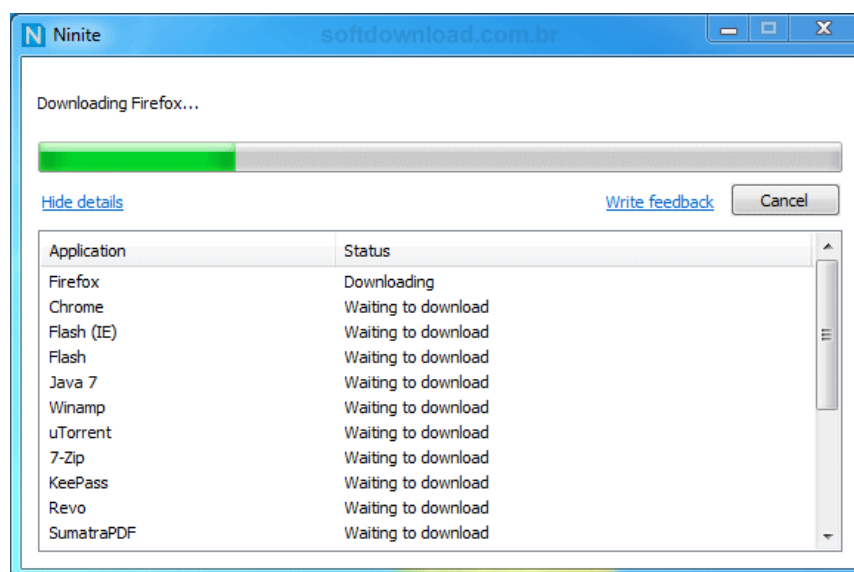 Ninite
softdownload.com.br
Downloading Firefox...
Hide details
Write feedback
Cancel
Application Status
Firefox Downloading
Chrome Waiting to download
Flash (IE) Waiting to download
Flash Waiting to download
Java 7 Waiting to download
Winamp Waiting to download
uTorrent Waiting to download
7-Zip Waiting to download
KeePass Waiting to download
Revo Waiting to download
SumatraPDF Waiting to download